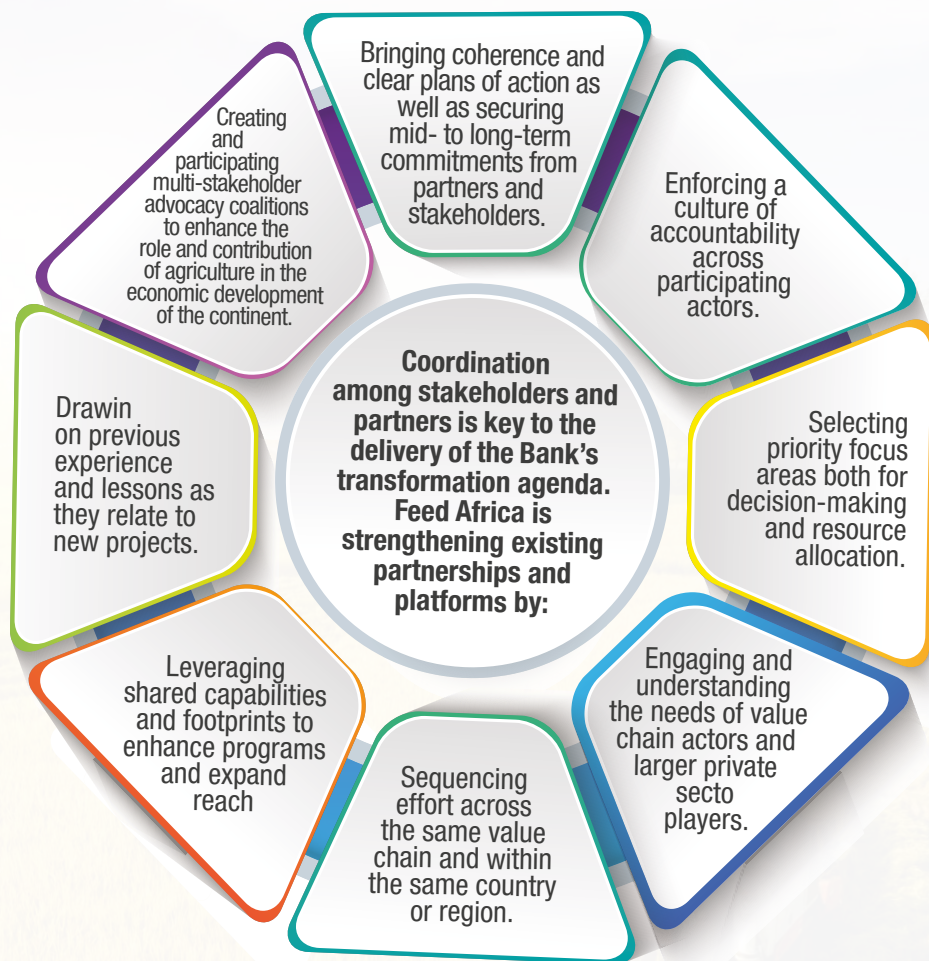 Bringing coherence and
clear plans of action as
well as securing
mid- to long-term
commitments from
partners and
stakeholders.
Enforcing a
culture of
accountability
across
participating
actors.
Selecting
priority focus
areas both for
decision-making
and resource
allocation.
Engaging and
understanding
the needs of value
chain actors and
larger private
secto
players.
Sequencing
effort across
the same value
chain and within
the same country
or region.
Leveraging
shared capabilities
and footprints to
enhance programs
and expand
reach
Drawin
on previous
experience
and lessons as
they relate to
new projects.
Creating
and
participating
multi-stakeholder
advocacy coalitions
to enhance the
role and contribution
of agriculture in the
economic development
of the continent.
Coordination
among stakeholders and
partners is key to the
delivery of the Bank’s
transformation agenda.
Feed Africa is
strengthening existing
partnerships and
platforms by: